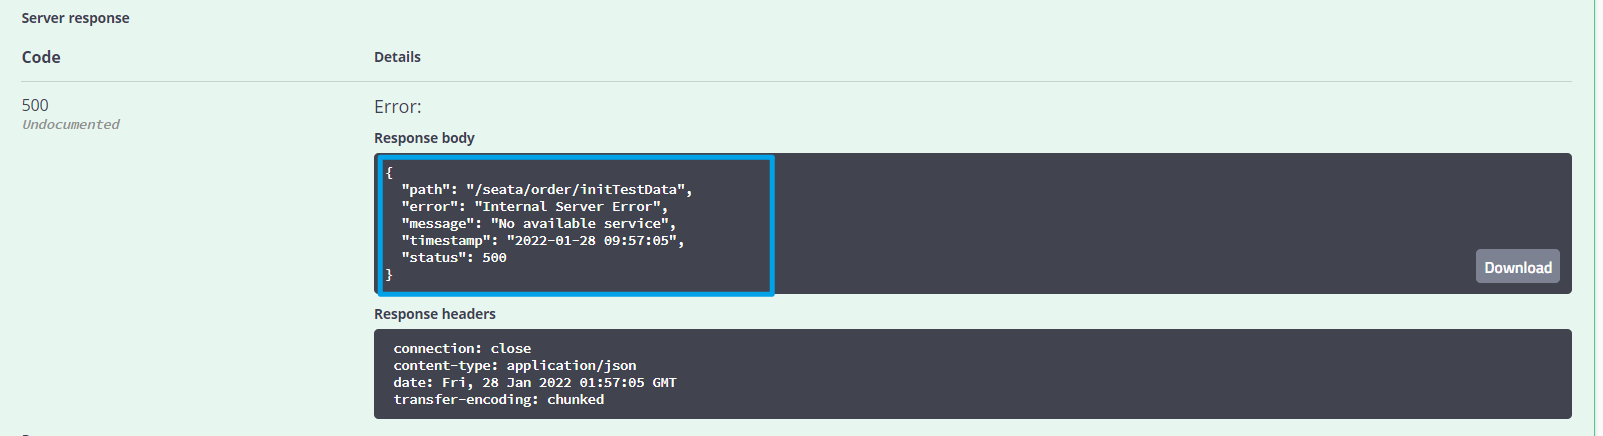 Server response
Code Details
500 Error:
Undocumented
Response body
{
"path": "/seata/order/initTestData",
"error": "Internal Server Error",
"message": "No available service",
"timestamp": "2022-01-28 09:57:05",
"status": 500
}
Download
Response headers
connection: close
content-type: application/json
date: Fri, 28 Jan 2022 01:57:05 GMT
transfer-encoding: chunked